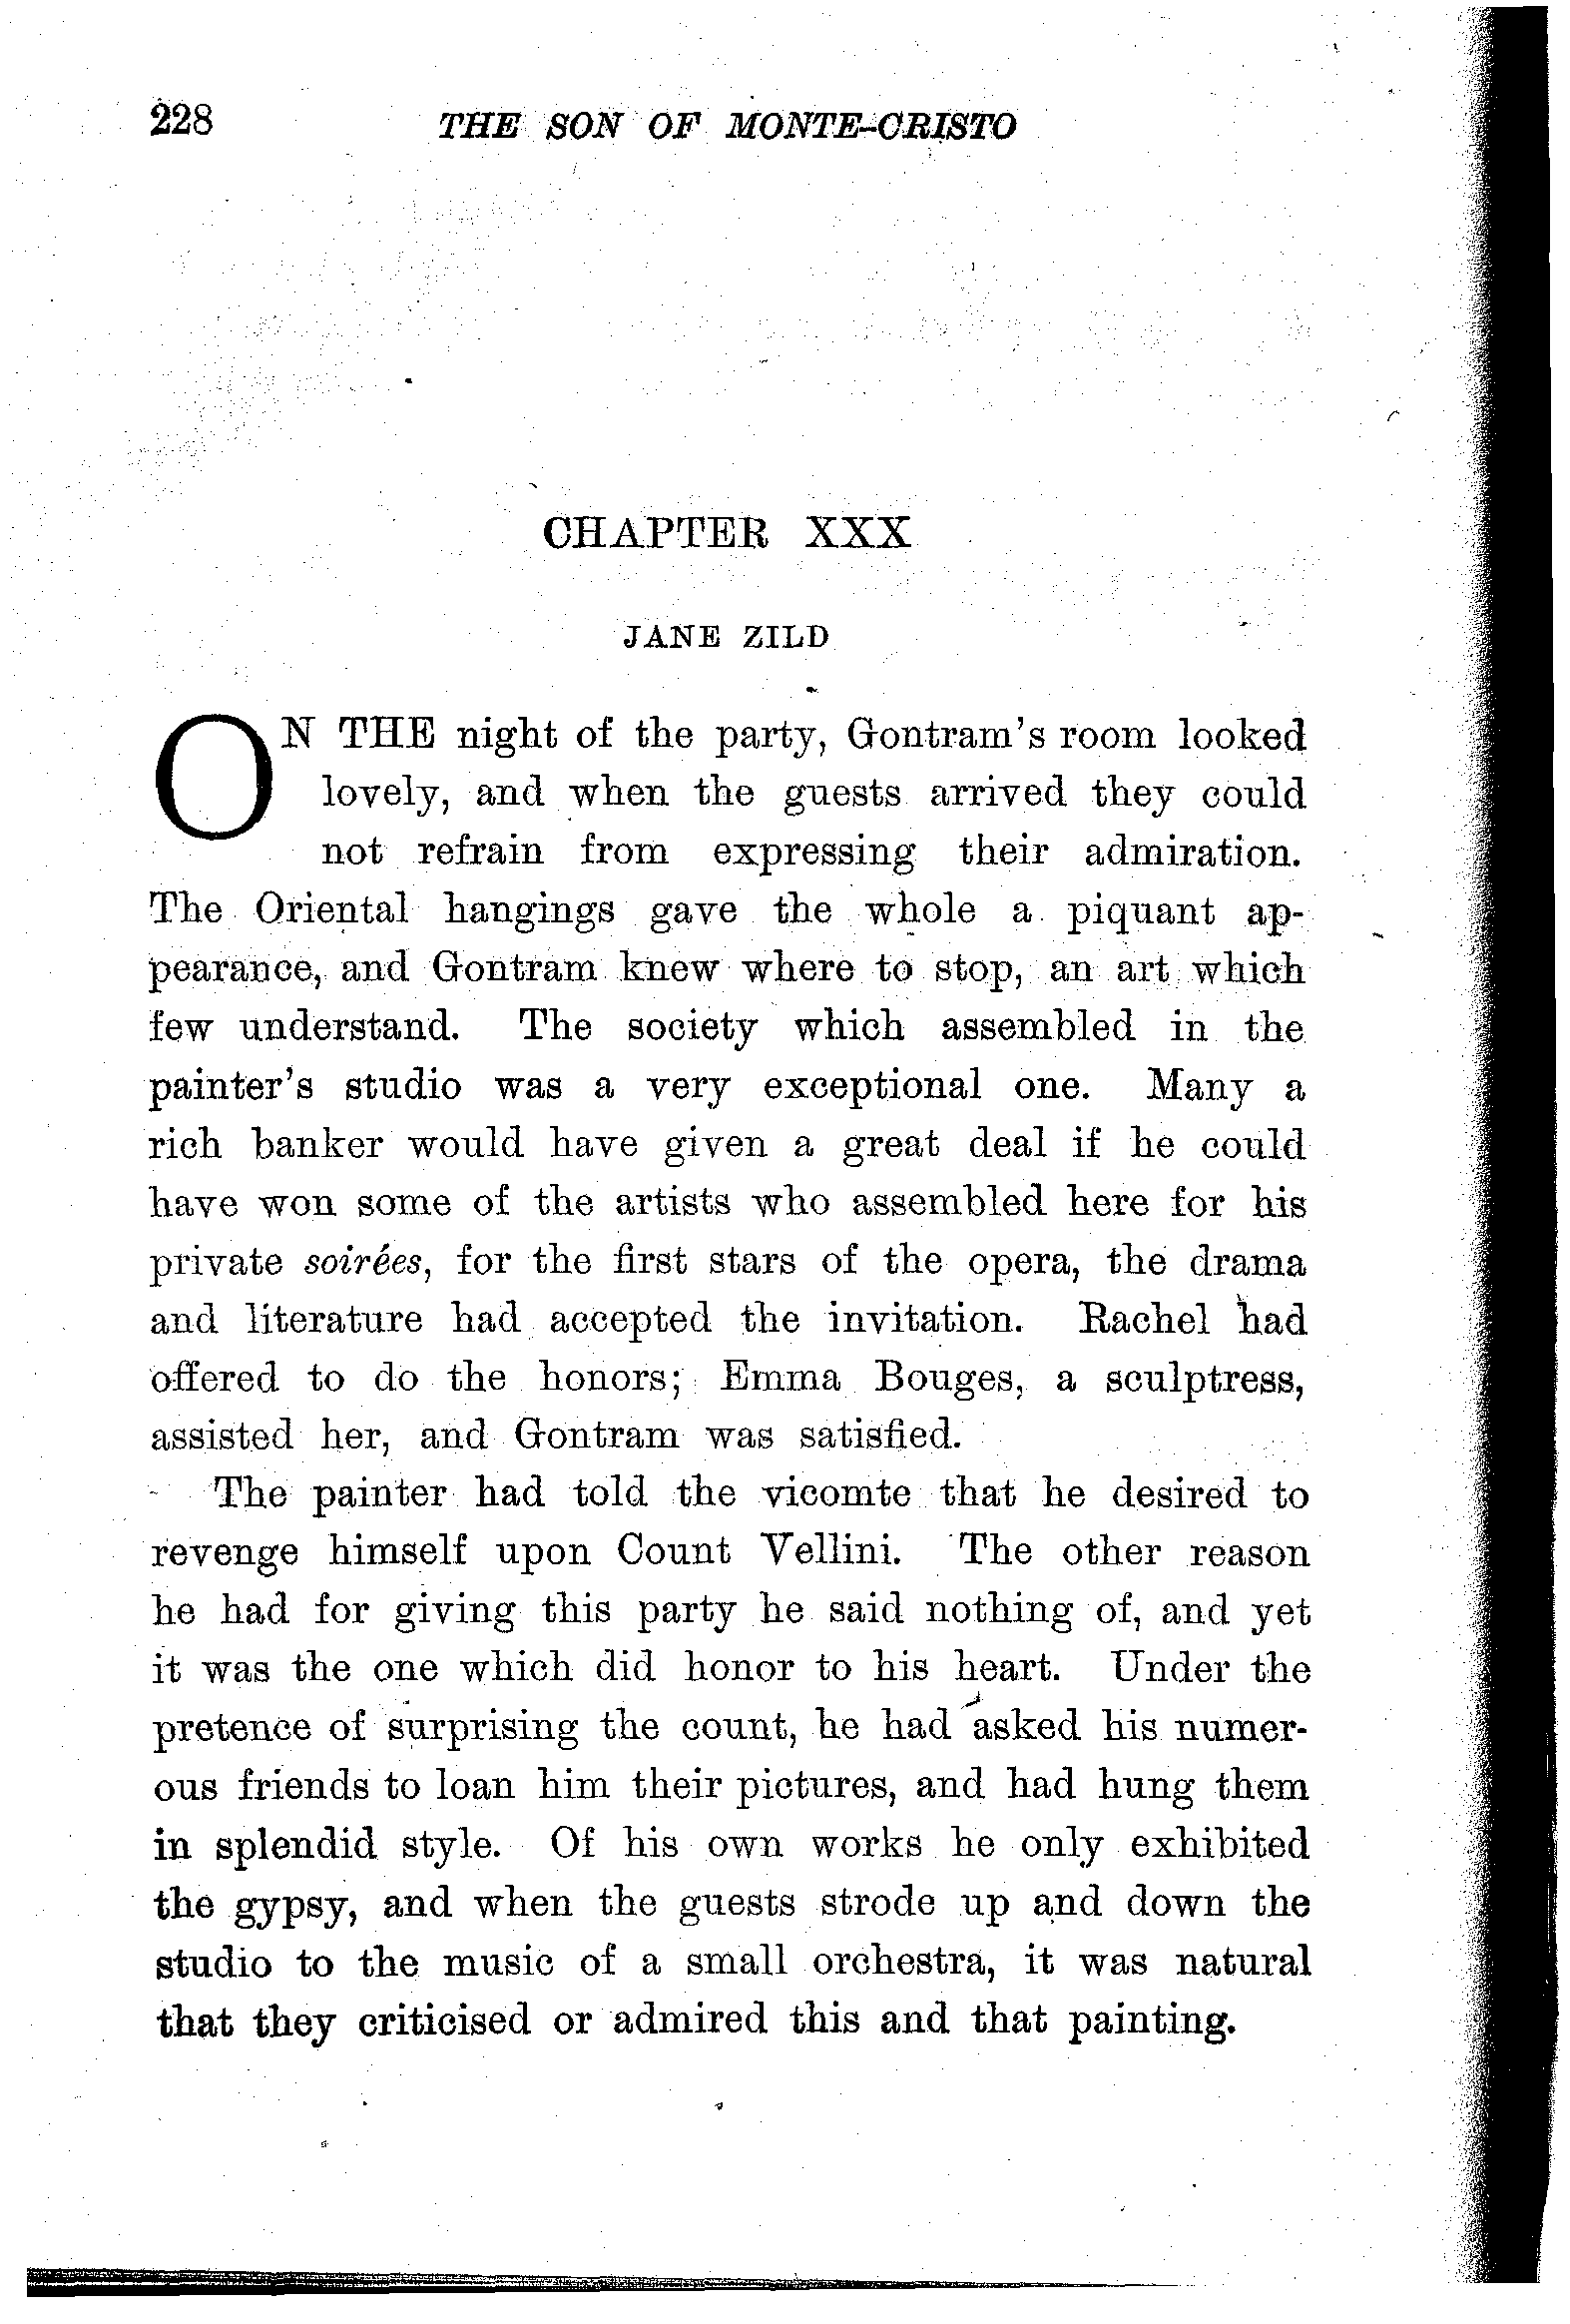 228 THE SON OF MONTE-CRISTO
CHAPTER XXX
JANE ZILD
ON THE night of the party, Gontram's room looked
lovely, and when the guests arrived they could
not refrain from expressing their admiration.
The Oriental hangings gave the whole a piquant ap-
pearance, and Gontram knew where to stop, an art which
few understand. The society which assembled in the
painter's studio was a very exceptional one. Many a
rich banker would have given a great deal if he could
have won some of the artists who assembled here for his
private soirées, for the first stars of the opera, the drama
and literature had accepted the invitation. Rachel had
offered to do the honors; Emma Bouges, a sculptress,
assisted her, and Gontram was satisfied.
The painter had told the vicomte that he desired to
revenge himself upon Count Vellini. The other reason
he had for giving this party he said nothing of, and yet
it was the one which did honor to his heart. Under the
pretence of surprising the count, he had asked his numer-
ous friends to loan him their pictures, and had hung them
in splendid style. Of his own works he only exhibited
the gypsy, and when the guests strode up and down the
studio to the music of a small orchestra, it was natural
that they criticised or admired this and that painting.